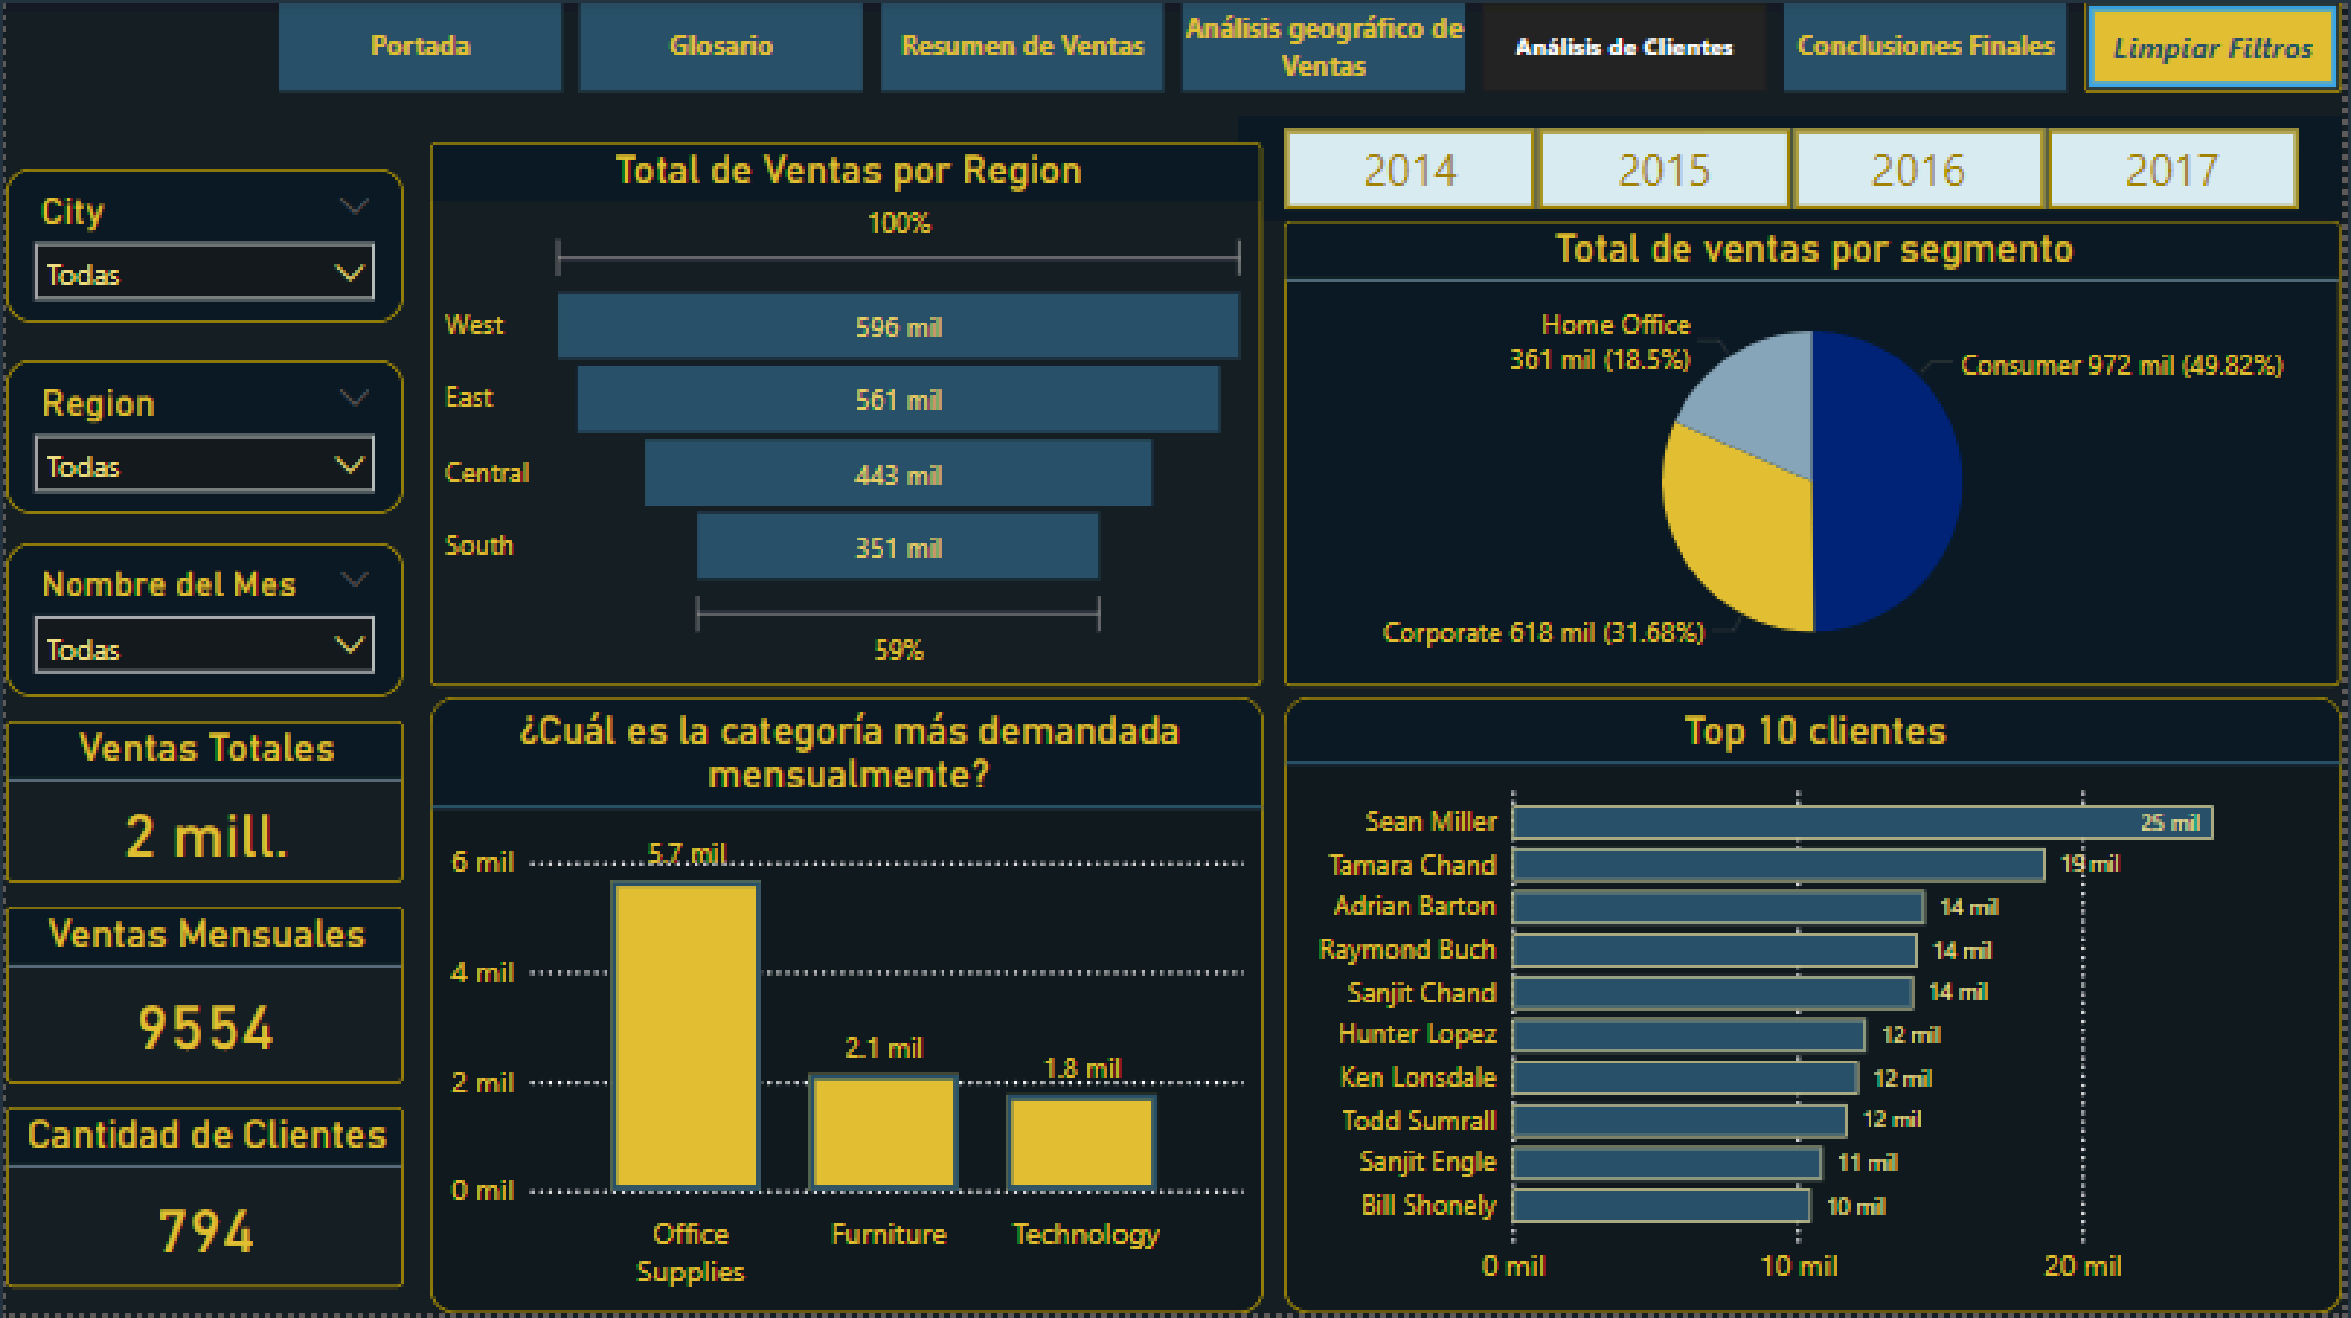 Portada
Glosario
Resumen de Ventas
Análisis geográfico de
Ventas
Análisis de Clientes
Conclusiones Finales
Limpiar Filtros
2014
2015
2016
2017
City
Todas
Region
Todas
Nombre del Mes
Todas
Ventas Totales
2 mill.
Ventas Mensuales
9554
Cantidad de Clientes
794
Total de Ventas por Region
100%
West
596 mil
East
561 mil
Central
443 mil
South
351 mil
59%
Total de ventas por segmento
Home Office
361 mil (18.5%)
Consumer 972 mil (49.82%)
Corporate 618 mil (31.68%)
¿Cuál es la categoría más demandada
mensualmente?
6 mil
4 mil
2 mil
0 mil
5.7 mil
2.1 mil
1.8 mil
Office
Supplies
Furniture
Technology
Top 10 clientes
Sean Miller
25 mil
Tamara Chand
19 mil
Adrian Barton
14 mil
Raymond Buch
14 mil
Sanjit Chand
14 mil
Hunter Lopez
12 mil
Ken Lonsdale
12 mil
Todd Sumrall
12 mil
Sanjit Engle
11 mil
Bill Shonely
10 mil
0 mil
10 mil
20 mil